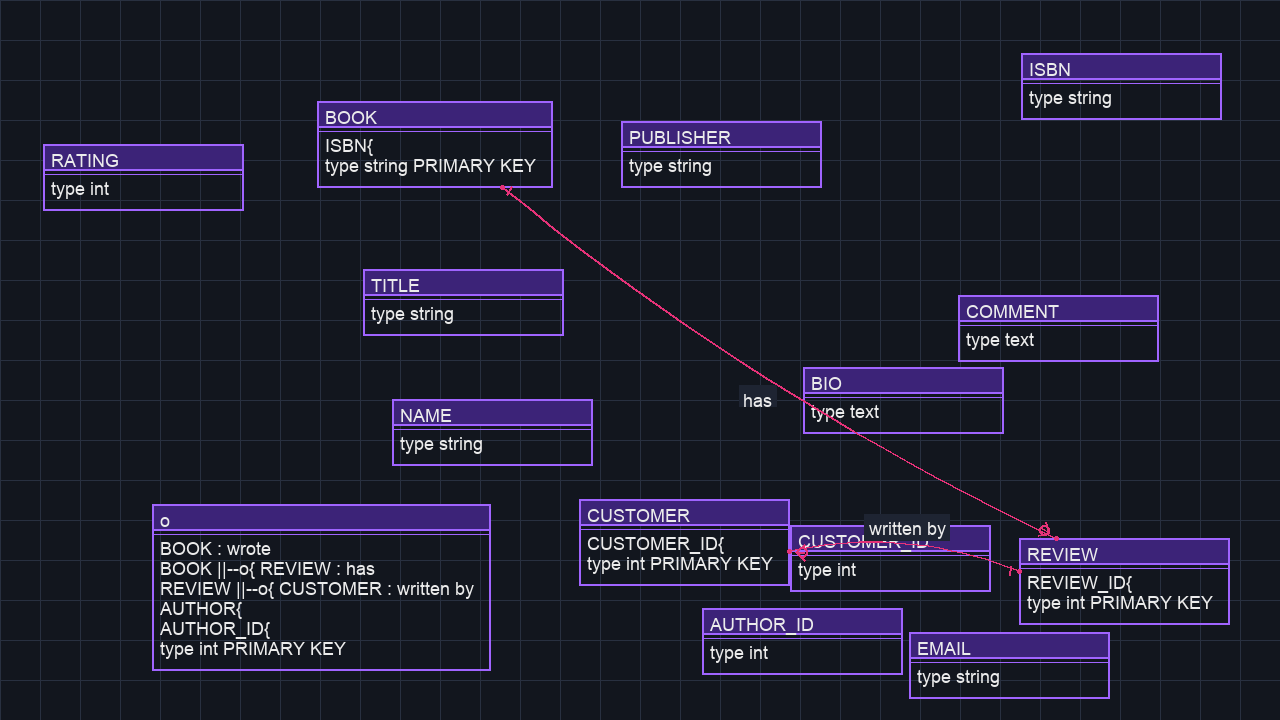 ISBN
type string
BOOK
ISBN{
type string PRIMARY KEY
PUBLISHER
type string
RATING
type int
TITLE
type string
COMMENT
type text
BIO
type text
has
NAME
type string
CUSTOMER
CUSTOMER_ID{
type int PRIMARY KEY
written by
CUSTOMER_ID
type int
REVIEW
REVIEW_ID{
type int PRIMARY KEY
o
BOOK : wrote
BOOK ||--o{ REVIEW : has
REVIEW ||--o{ CUSTOMER : written by
AUTHOR{
AUTHOR_ID{
type int PRIMARY KEY
AUTHOR_ID
type int
EMAIL
type string